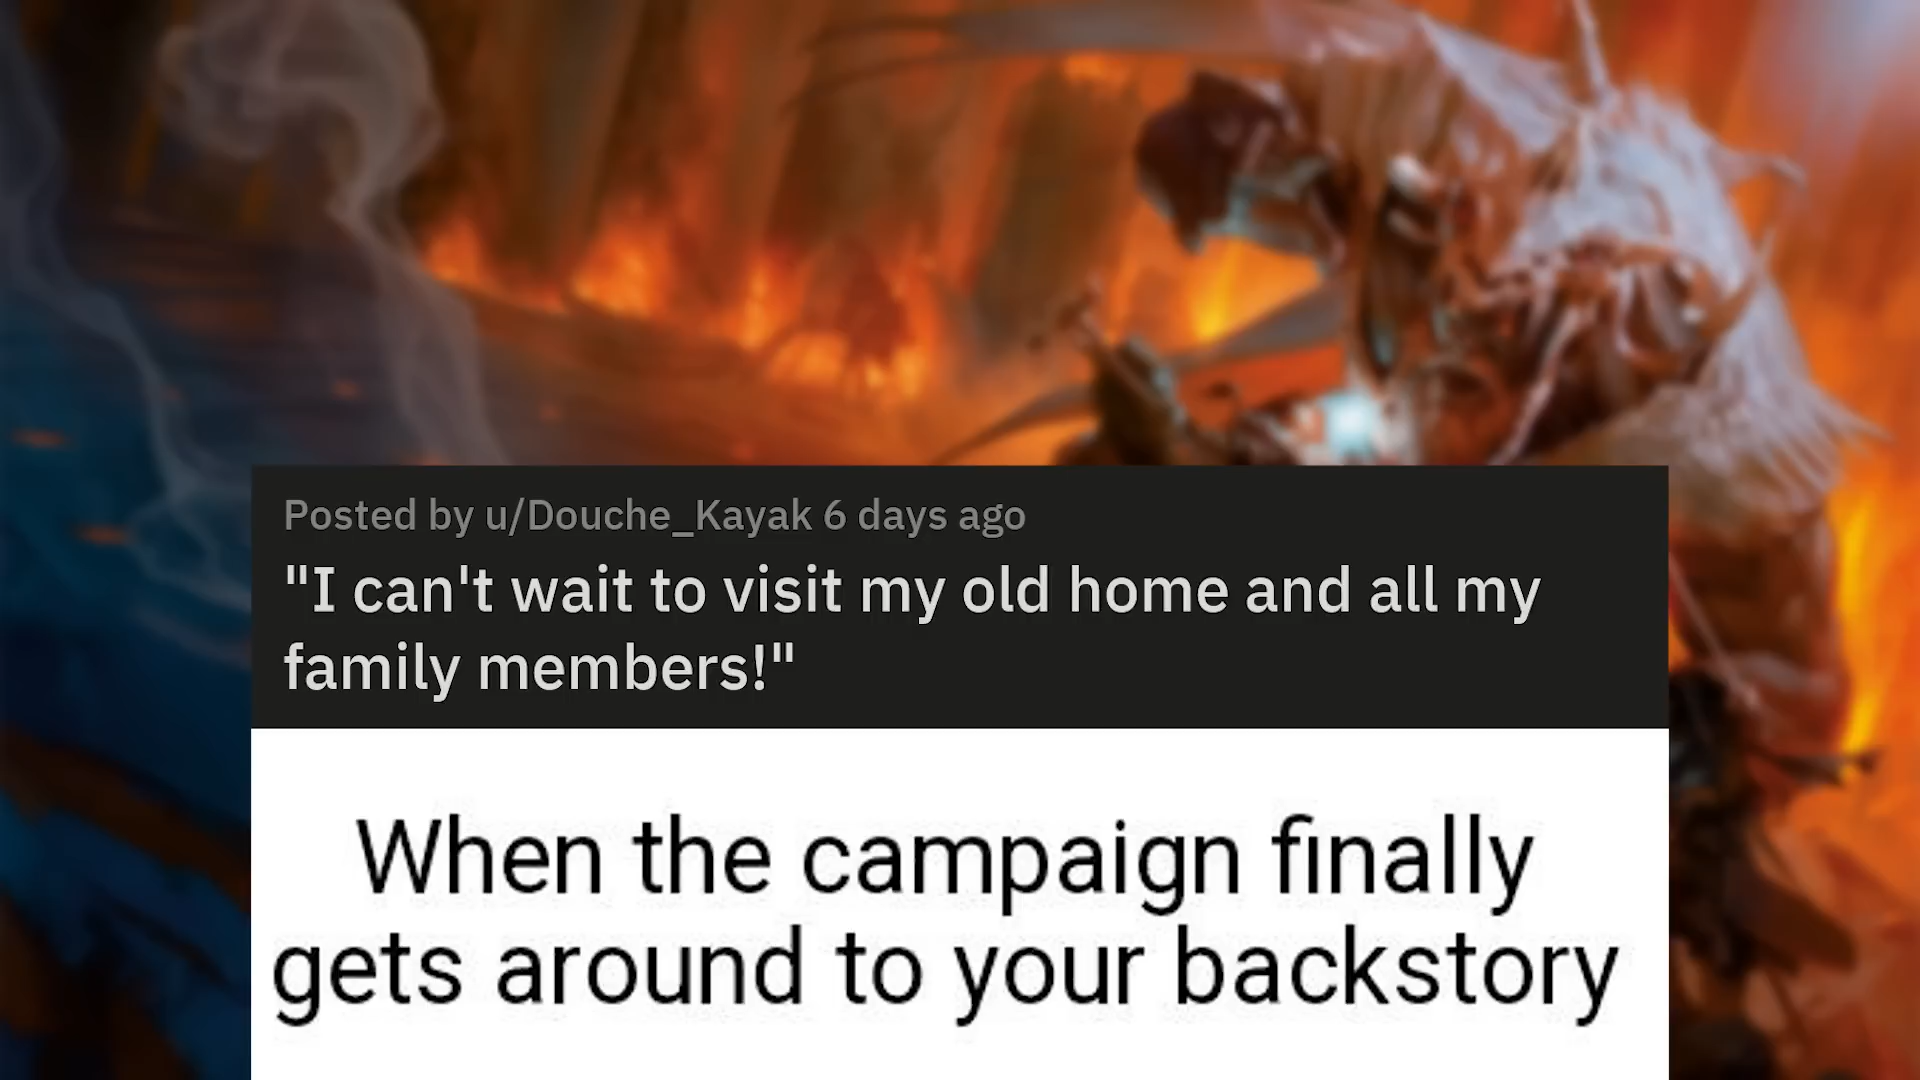 Posted by u/Douche_Kayak 6 days ago
"I can't wait to visit my old home and all my
family members!"
When the campaign finally
gets around to your backstory